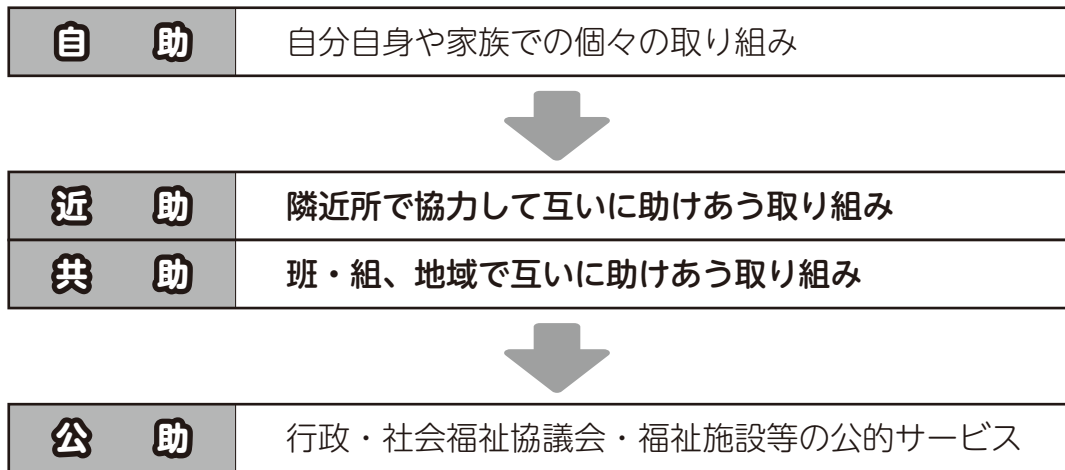 自助 自分自身や家族での個々の取り組み
近助 隣近所で協力して互いに助けあう取り組み
共助 班・組、地域で互いに助けあう取り組み
公助 行政・社会福祉協議会・福祉施設等の公的サービス